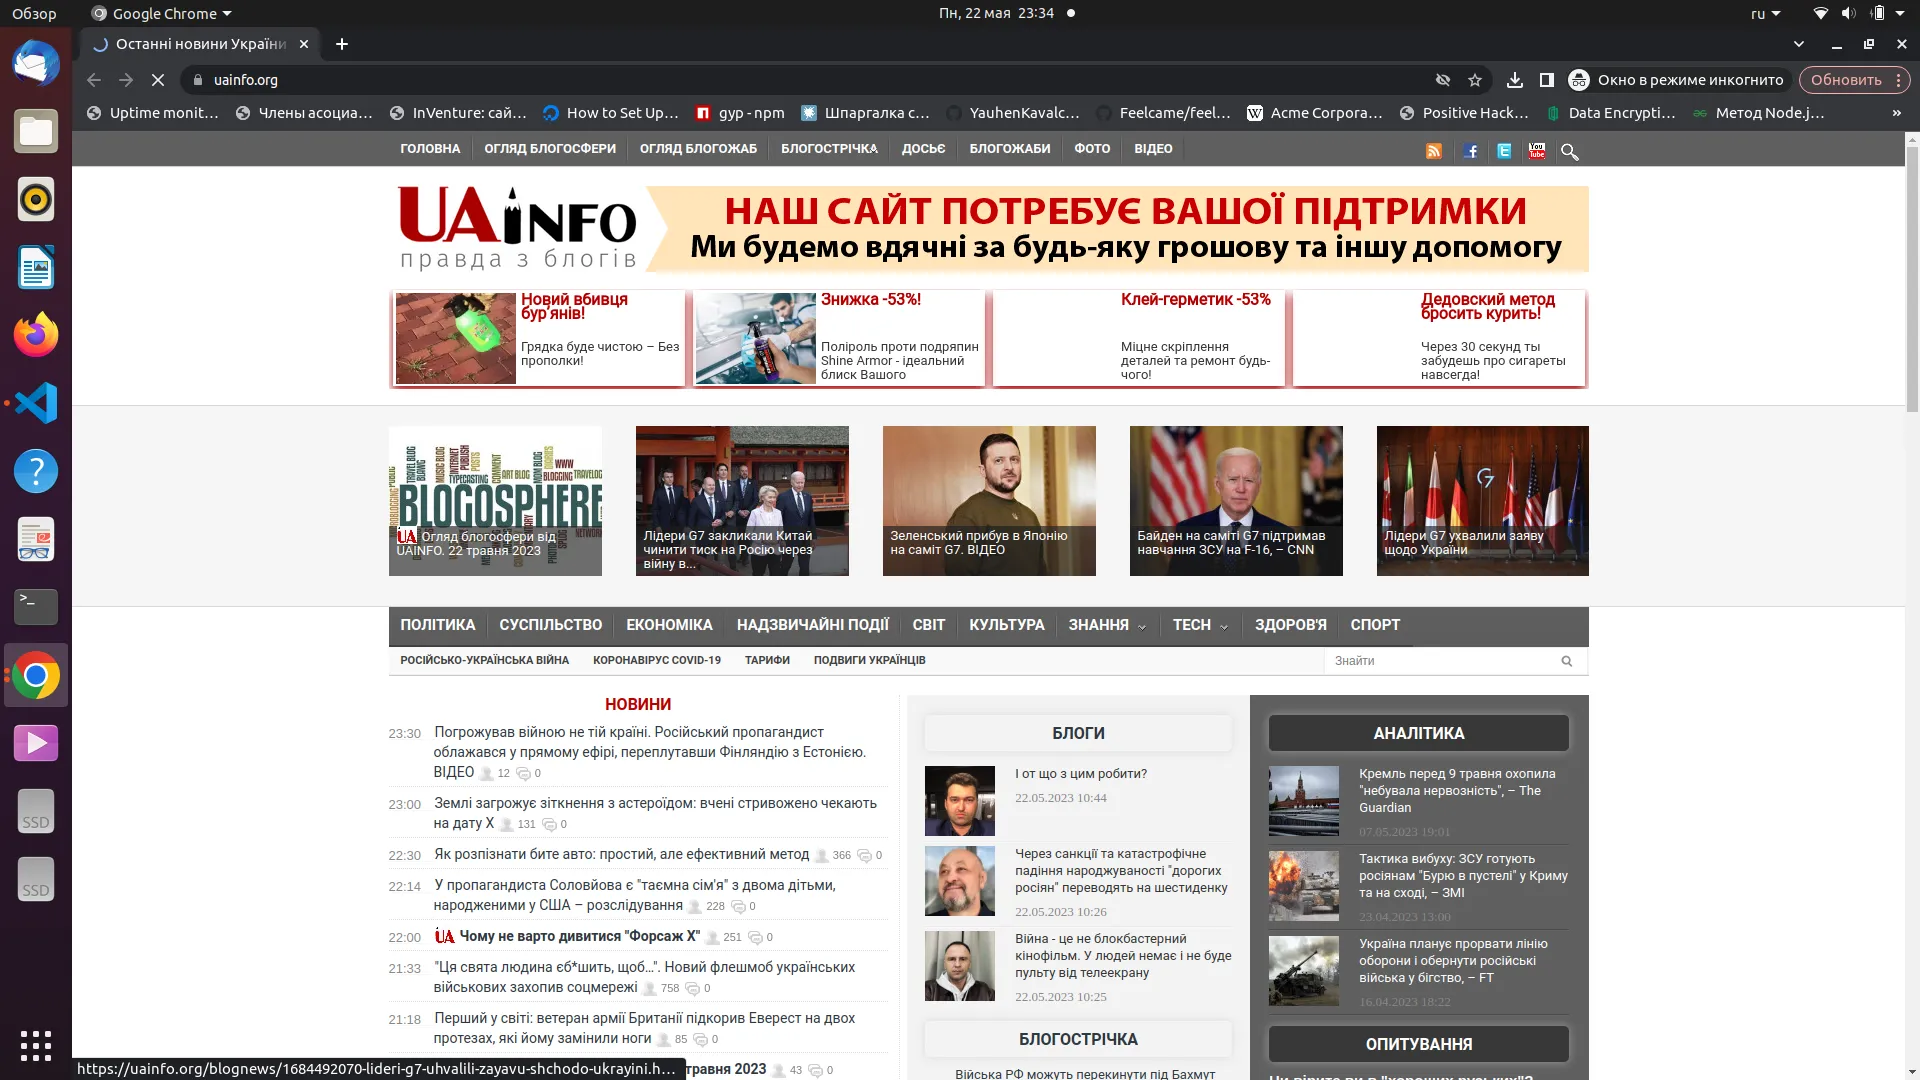 Обзор
Google Chrome
Пн, 22 мая 23:34
ru
Останні новини України
uainfo.org
Окно в режиме инкогнито
Обновить
Uptime monit...
Члены асоциа...
InVenture: сай...
How to Set Up...
gyp - npm
Шпаргалка с...
YauhenKavalc...
Feelcame/feel...
Acme Corpora...
Positive Hack...
Data Encrypti...
Метод Node.j...
»
ГОЛОВНА
ОГЛЯД БЛОГОСФЕРИ
ОГЛЯД БЛОГОЖАБ
БЛОГОСТРІЧКА
ДОСЬЄ
БЛОГОЖАБИ
ФОТО
ВІДЕО
You
Tube
UAiNFO
правда з блогів
НАШ САЙТ ПОТРЕБУЄ ВАШОЇ ПІДТРИМКИ
Ми будемо вдячні за будь-яку грошову та іншу допомогу
Новий вбивця
бур'янів!
Грядка буде чистою – Без
прополки!
Знижка -53%!
Поліроль проти подряпин
Shine Armor - ідеальний
блиск Вашого
Клей-герметик -53%
Міцне скріплення
деталей та ремонт будь-
чого!
Дедовский метод
бросить курить!
Через 30 секунд ты
забудешь про сигареты
навсегда!
BLOGOSPHERE
UA Огляд блогосфери від
UAINFO. 22 травня 2023
Лідери G7 закликали Китай
чинити тиск на Росію через
війну в...
Зеленський прибув в Японію
на саміт G7. ВІДЕО
Байден на саміті G7 підтримав
навчання ЗСУ на F-16, – CNN
Лідери G7 ухвалили заяву
щодо України
ПОЛІТИКА
СУСПІЛЬСТВО
ЕКОНОМІКА
НАДЗВИЧАЙНІ ПОДІЇ
СВІТ
КУЛЬТУРА
ЗНАННЯ
ТЕСН
ЗДОРОВ'Я
СПОРТ
РОСІЙСЬКО-УКРАЇНСЬКА ВІЙНА
КОРОНАВІРУС COVID-19
ТАРИФИ
ПОДВИГИ УКРАЇНЦІВ
Знайти
НОВИНИ
23:30 Погрожував війною не тій країні. Російський пропагандист
облажався у прямому ефірі, переплутавши Фінляндію з Естонією.
ВІДЕО 12 0
23:00 Землі загрожує зіткнення з астероїдом: вчені стривожено чекають
на дату Х 131 0
22:30 Як розпізнати бите авто: простий, але ефективний метод 366 0
22:14 У пропагандиста Соловйова є "таємна сім'я" з двома дітьми,
народженими у США – розслідування 228 0
22:00 UA Чому не варто дивитися "Форсаж Х" 251 0
21:33 "Ця свята людина єб*шить, щоб...". Новий флешмоб українських
військових захопив соцмережі 758 0
21:18 Перший у світі: ветеран армії Британії підкорив Еверест на двох
протезах, які йому замінили ноги 85 0
травня 2023 43 0
БЛОГИ
І от що з цим робити?
22.05.2023 10:44
Через санкції та катастрофічне
падіння народжуваності "дорогих
росіян" переводять на шестиденку
22.05.2023 10:26
Війна - це не блокбастерний
кінофільм. У людей немає і не буде
пульту від телеекрану
22.05.2023 10:25
БЛОГОСТРІЧКА
Війська РФ можуть перекинути під Бахмут
АНАЛІТИКА
Кремль перед 9 травня охопила
"небувала нервозність", – The
Guardian
07.05.2023 19:01
Тактика вибуху: ЗСУ готують
росіянам "Бурю в пустелі" у Криму
та на сході, – ЗМІ
23.04.2023 13:00
Україна планує прорвати лінію
оборони і обернути російські
війська у бігство, – FT
16.04.2023 18:22
ОПИТУВАННЯ
Чи вірите ви в "хороших руських"?
SSD
SSD
https://uainfo.org/blognews/1684492070-lideri-g7-uhvalili-zayavu-shchodo-ukrayini.h...